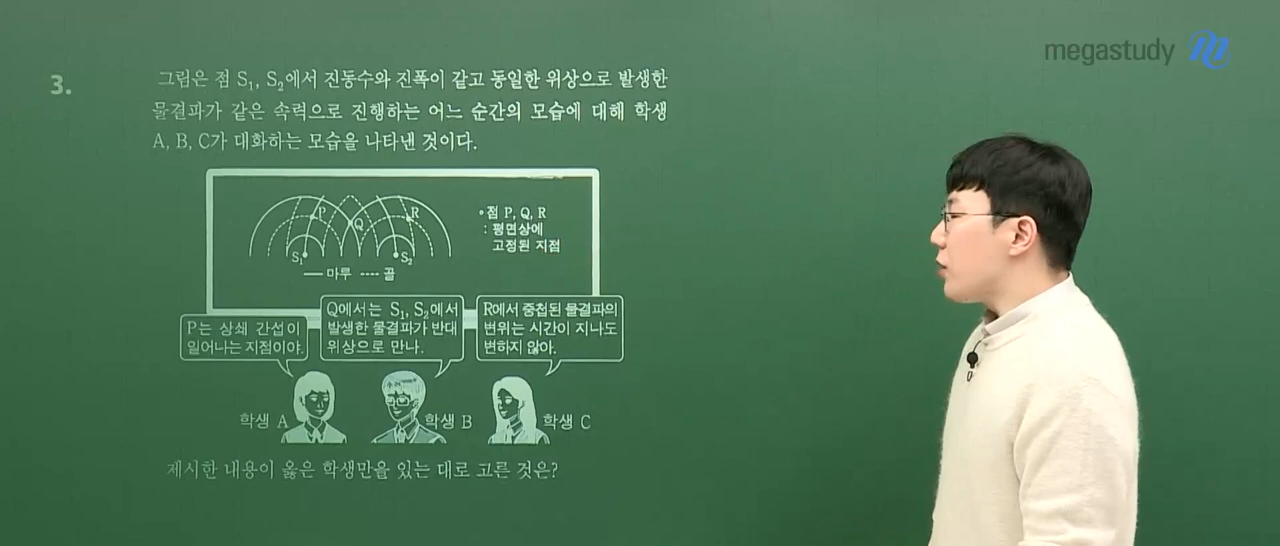 megastudy
3.
그림은 점 S₁, S₂에서 진동수와 진폭이 같고 동일한 위상으로 발생한
물결파가 같은 속력으로 진행하는 어느 순간의 모습에 대해 학생
A, B, C가 대화하는 모습을 나타낸 것이다.
P
Q
R
S₁
S₂
마루 골
점 P, Q, R
: 평면상에
고정된 지점
P는 상쇄 간섭이
일어나는 지점이야.
Q에서는 S₁, S₂에서
발생한 물결파가 반대
위상으로 만나.
R에서 중첩된 물결파의
변위는 시간이 지나도
변하지 않아.
학생 A
학생 B
학생 C
제시한 내용이 옳은 학생만을 있는 대로 고른 것은?